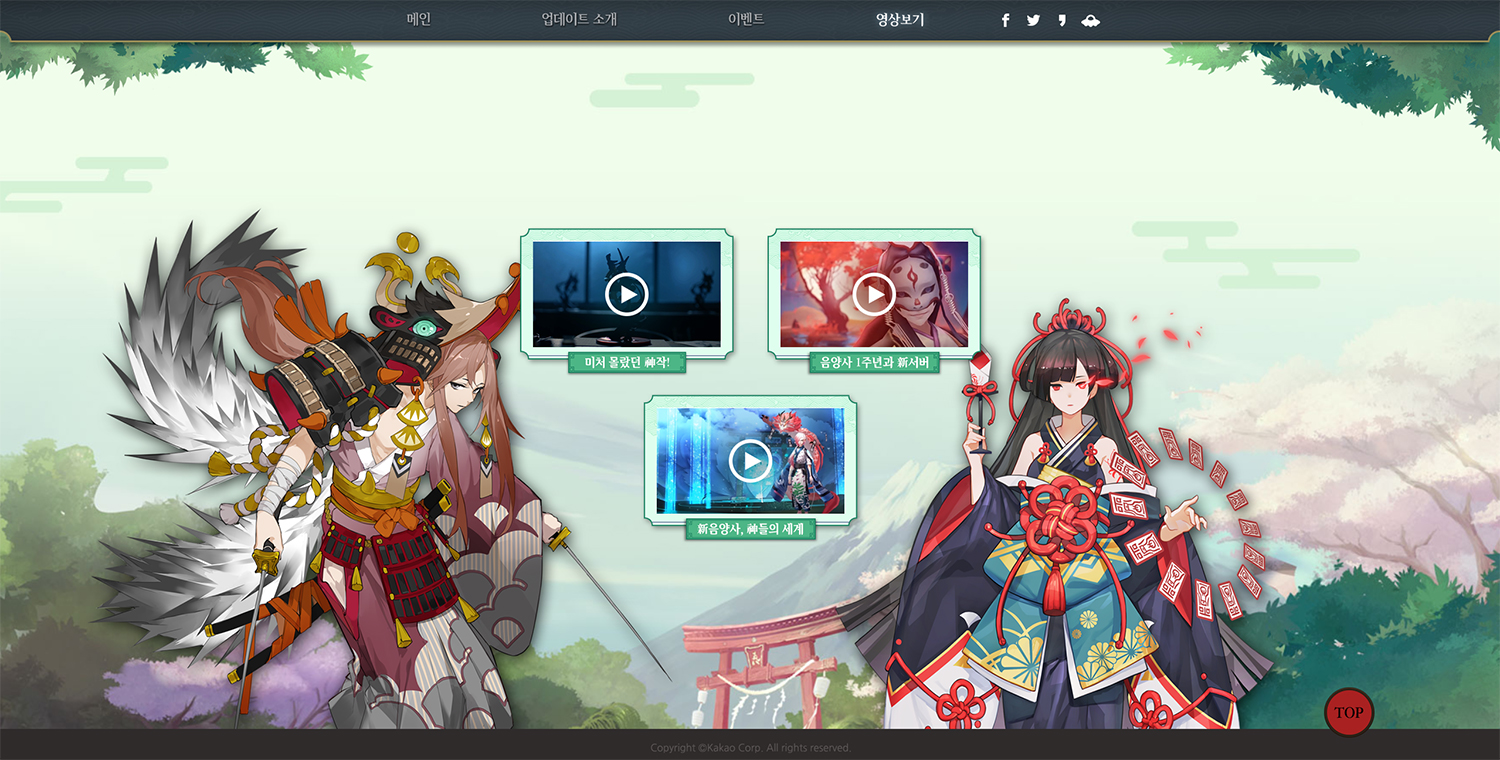 메인
업데이트 소개
이벤트
영상보기
미처 몰랐던 神작!
음양사 1주년과 新서버
新음양사, 神들의 세계
TOP
Copyright ©Kakao Corp. All rights reserved.